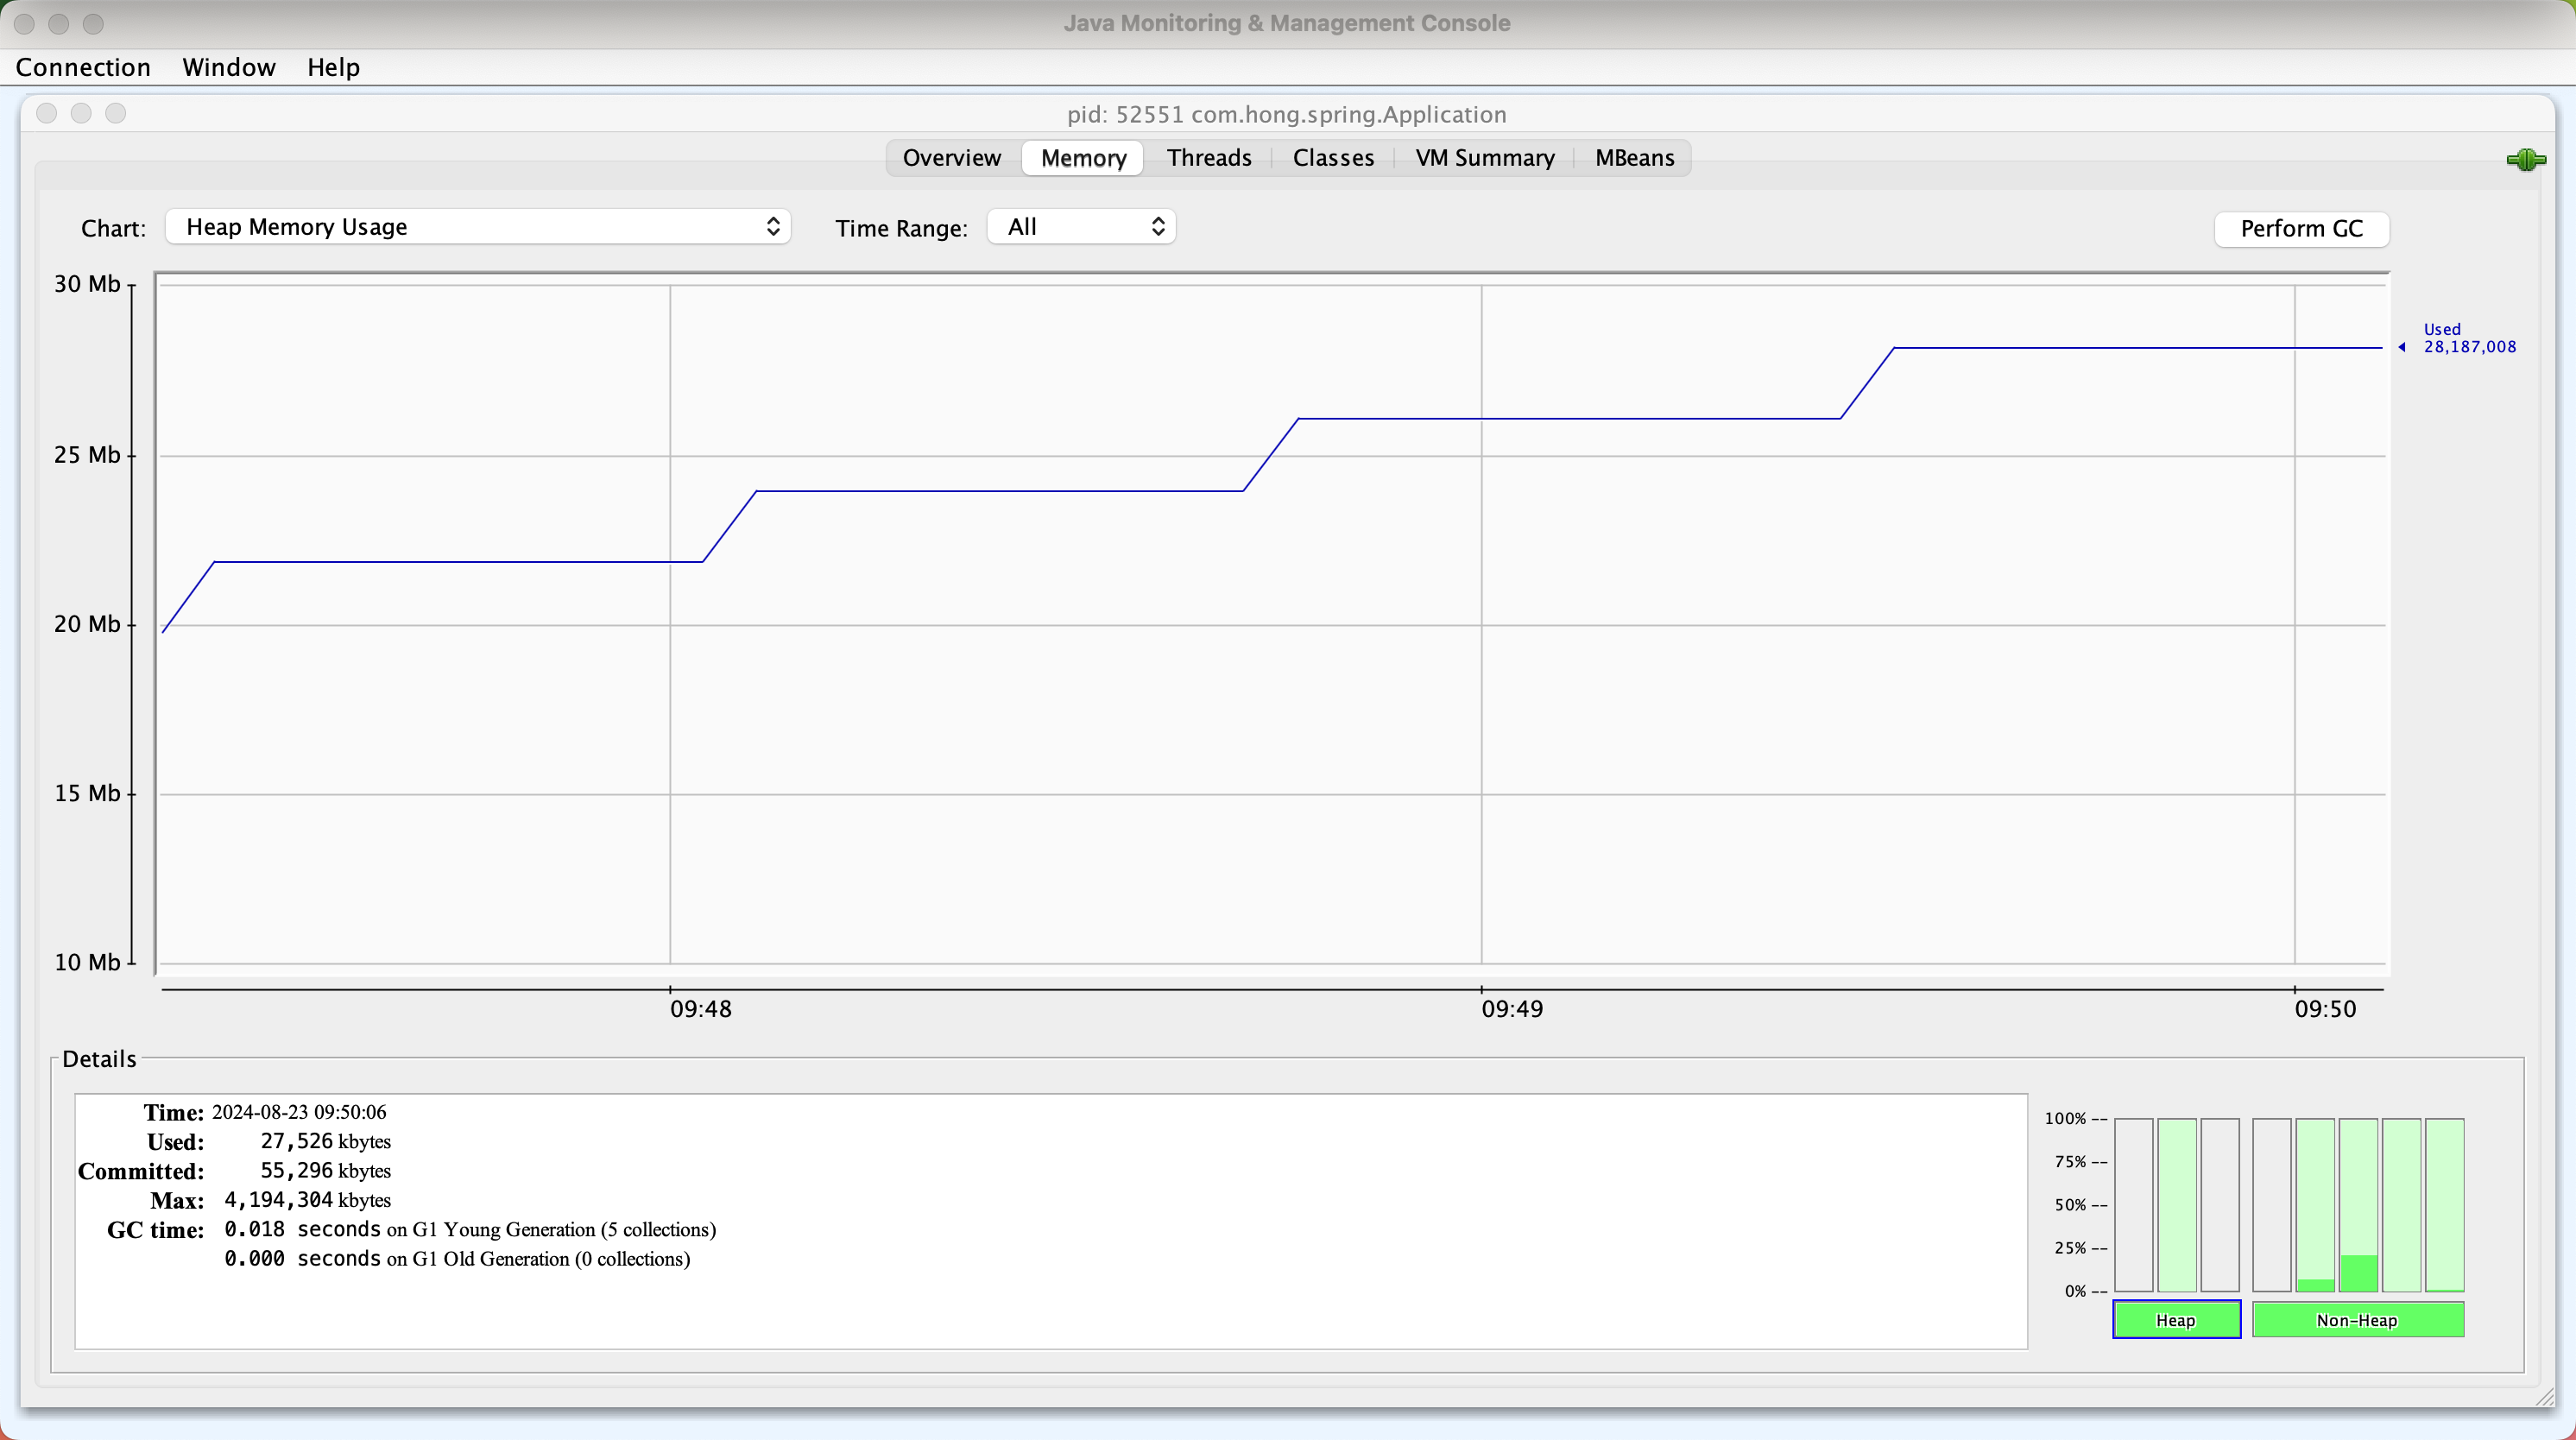 Java Monitoring & Management Console
Connection Window Help
pid: 52551 com.hong.spring.Application
Overview Memory Threads Classes VM Summary MBeans
Chart: Heap Memory Usage Time Range: All Perform GC
30 Mb
Used
28,187,008
25 Mb
20 Mb
15 Mb
10 Mb
09:48 09:49 09:50
Details
Time: 2024-08-23 09:50:06
Used: 27,526 kbytes
Committed: 55,296 kbytes
Max: 4,194,304 kbytes
GC time: 0.018 seconds on G1 Young Generation (5 collections)
0.000 seconds on G1 Old Generation (0 collections)
100% --
75% --
50% --
25% --
0% --
Heap Non-Heap